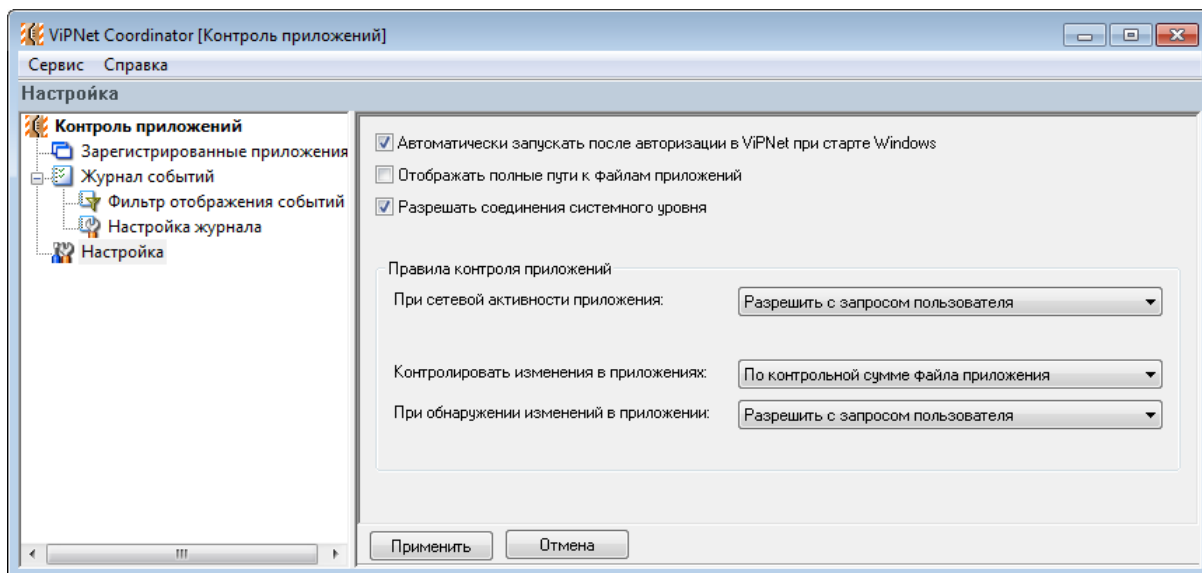 ViPNet Coordinator [Контроль приложений]
Сервис Справка
Настройка
Контроль приложений
Зарегистрированные приложения
Журнал событий
Фильтр отображения событий
Настройка журнала
Настройка
Автоматически запускать после авторизации в ViPNet при старте Windows
Отображать полные пути к файлам приложений
Разрешать соединения системного уровня
Правила контроля приложений
При сетевой активности приложения: Разрешить с запросом пользователя
Контролировать изменения в приложениях: По контрольной сумме файла приложения
При обнаружении изменений в приложении: Разрешить с запросом пользователя
Применить Отмена